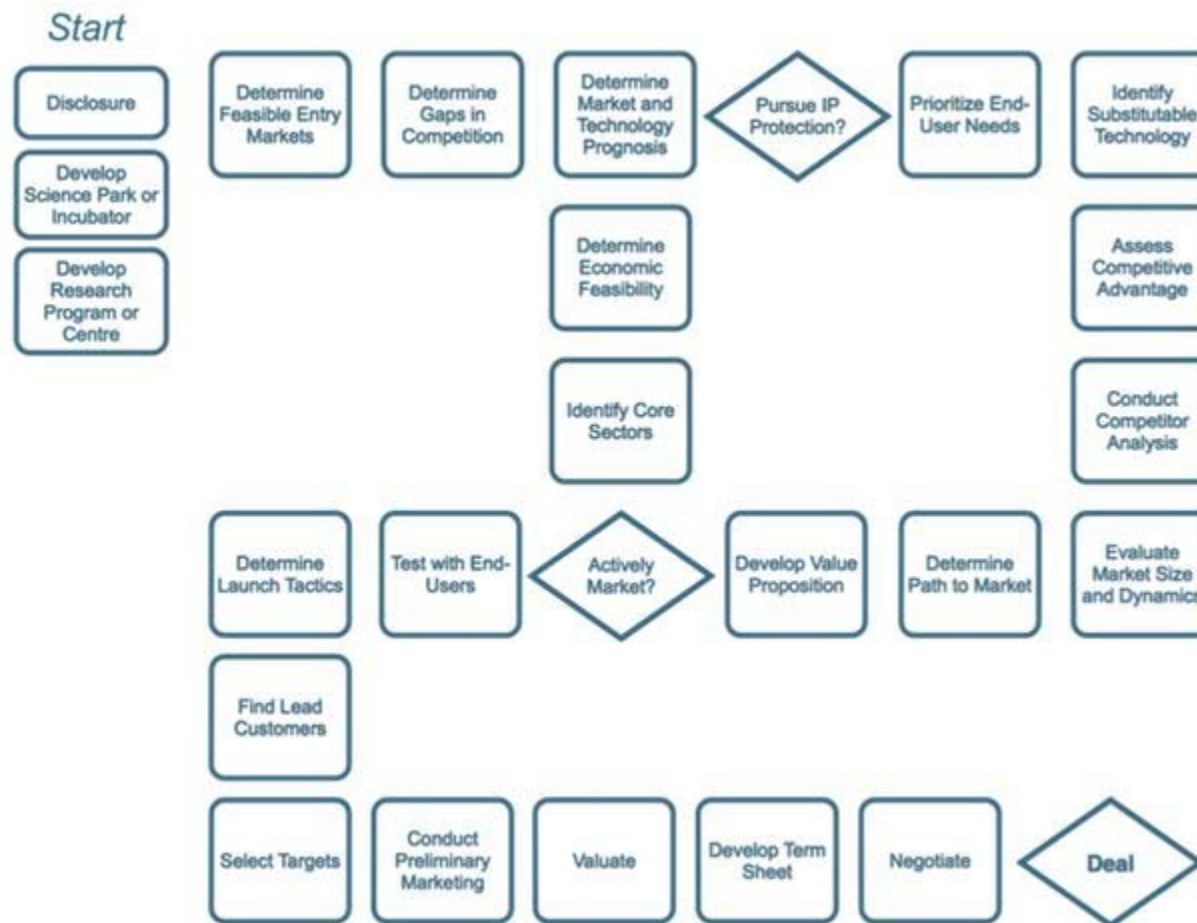 Start
Disclosure
Develop
Science Park or
Incubator
Develop
Research
Program or
Centre
Determine
Feasible Entry
Markets
Determine
Gaps in
Competition
Determine
Market and
Technology
Prognosis
Pursue IP
Protection?
Prioritize End-
User Needs
Identify
Substitutable
Technology
Determine
Economic
Feasibility
Assess
Competitive
Advantage
Identify Core
Sectors
Conduct
Competitor
Analysis
Determine
Launch Tactics
Test with End-
Users
Actively
Market?
Develop Value
Proposition
Determine
Path to Market
Evaluate
Market Size
and Dynamics
Find Lead
Customers
Select Targets
Conduct
Preliminary
Marketing
Valuate
Develop Term
Sheet
Negotiate
Deal